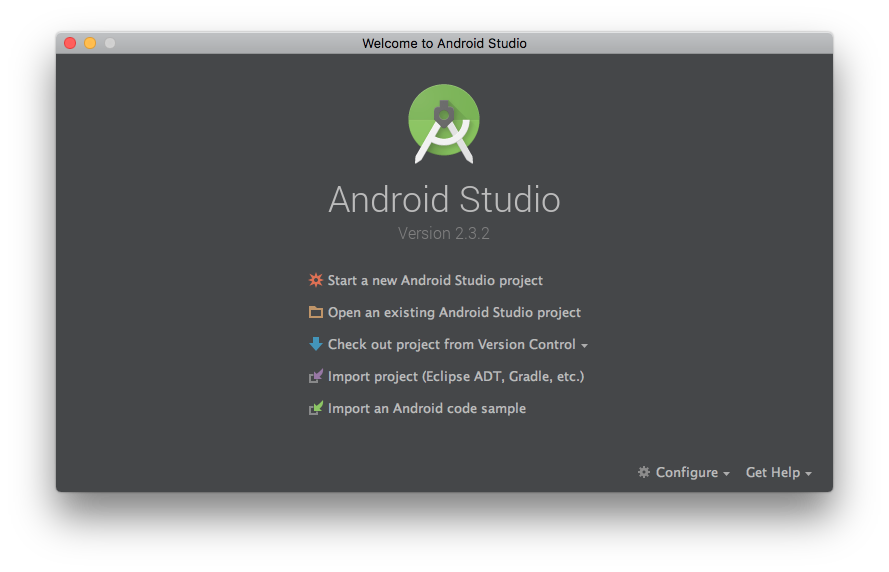 Welcome to Android Studio
Android Studio
Version 2.3.2
Start a new Android Studio project
Open an existing Android Studio project
Check out project from Version Control
Import project (Eclipse ADT, Gradle, etc.)
Import an Android code sample
Configure Get Help